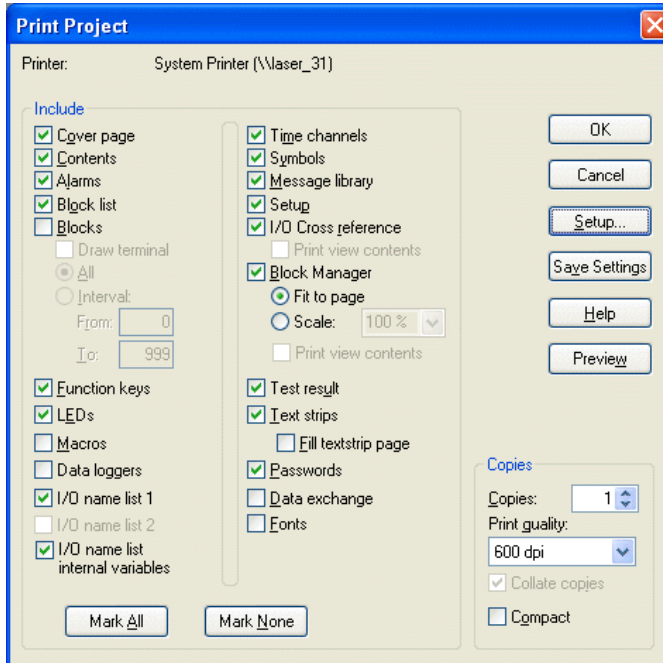 Print Project
Printer: System Printer (\\laser_31)
Include
Cover page
Contents
Alarms
Block list
Blocks
Draw terminal
All
Interval:
From: 0
To: 999
Function keys
LEDs
Macros
Data loggers
I/O name list 1
I/O name list 2
I/O name list
internal variables
Time channels
Symbols
Message library
Setup
I/O Cross reference
Print view contents
Block Manager
Fit to page
Scale: 100 %
Print view contents
Test result
Text strips
Fill textstrip page
Passwords
Data exchange
Fonts
Mark All
Mark None
OK
Cancel
Setup...
Save Settings
Help
Preview
Copies
Copies: 1
Print quality:
600 dpi
Collate copies
Compact